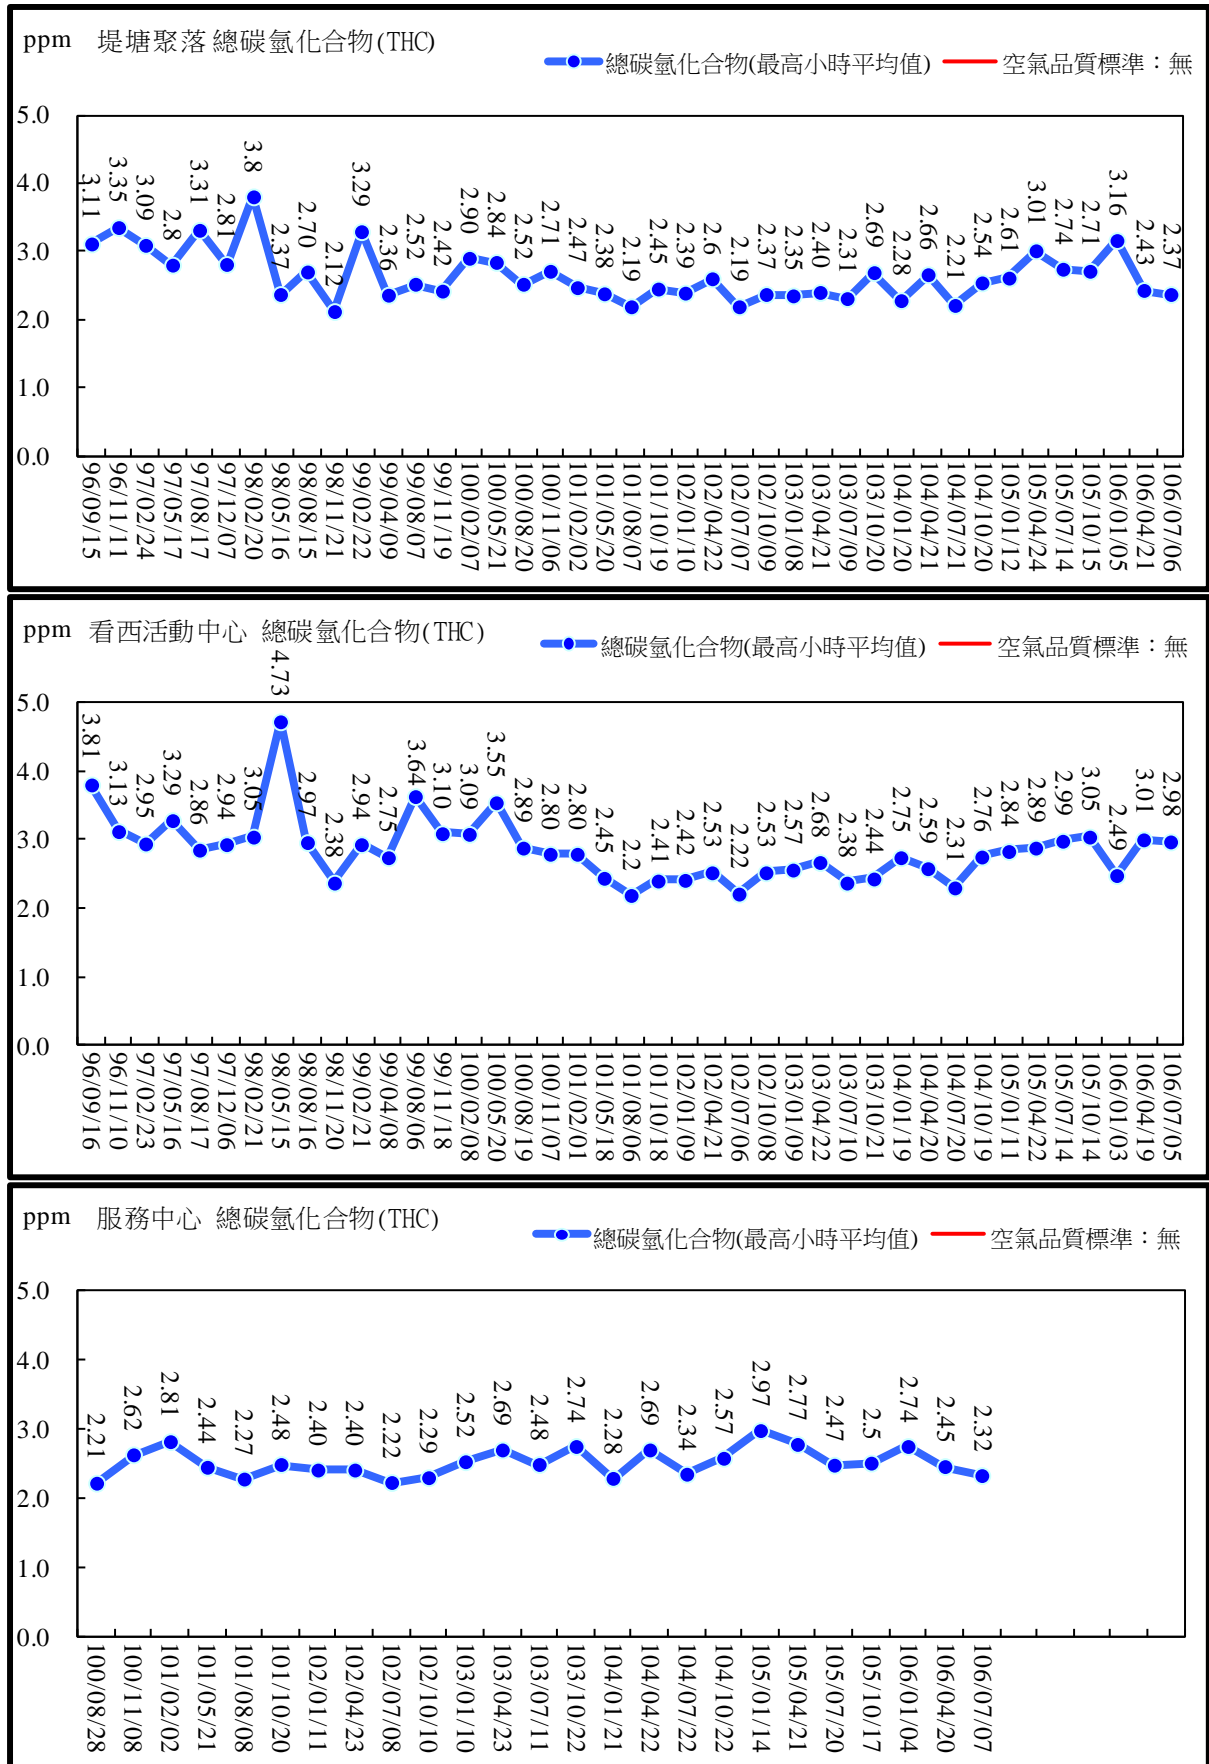 ppm 堤塘聚落 總碳氫化合物(THC)
總碳氫化合物(最高小時平均值) 空氣品質標準：無
5.0
4.0
3.0
2.0
1.0
0.0
3.11 3.35 3.09 2.8 3.31 2.81 3.8 2.37 2.70 2.12 3.29 2.36 2.52 2.42 2.90 2.84 2.52 2.71 2.47 2.38 2.19 2.45 2.39 2.6 2.19 2.37 2.35 2.40 2.31 2.69 2.28 2.66 2.21 2.54 2.61 3.01 2.74 2.71 3.16 2.43 2.37
96/09/15 96/11/11 97/02/24 97/05/17 97/08/17 97/12/07 98/02/20 98/05/16 98/08/15 98/11/21 99/02/22 99/04/09 99/08/07 99/11/19 100/02/07 100/05/21 100/08/20 100/11/06 101/02/02 101/05/20 101/08/07 101/10/19 102/01/10 102/04/22 102/07/07 102/10/09 103/01/08 103/04/21 103/07/09 103/10/20 104/01/20 104/04/21 104/07/21 104/10/20 105/01/12 105/04/24 105/07/14 105/10/15 106/01/05 106/04/21 106/07/06
ppm 看西活動中心 總碳氫化合物(THC)
總碳氫化合物(最高小時平均值) 空氣品質標準：無
5.0
4.0
3.0
2.0
1.0
0.0
3.81 3.13 2.95 3.29 2.86 2.94 3.05 4.73 2.97 2.38 2.94 2.75 3.64 3.10 3.09 3.55 2.89 2.80 2.80 2.45 2.2 2.41 2.42 2.53 2.22 2.53 2.57 2.68 2.38 2.44 2.75 2.59 2.31 2.76 2.84 2.89 2.99 3.05 2.49 3.01 2.98
96/09/16 96/11/10 97/02/23 97/05/16 97/08/17 97/12/06 98/02/21 98/05/15 98/08/16 98/11/20 99/02/21 99/04/08 99/08/06 99/11/18 100/02/08 100/05/20 100/08/19 100/11/07 101/02/01 101/05/18 101/08/06 101/10/18 102/01/09 102/04/21 102/07/06 102/10/08 103/01/09 103/04/22 103/07/10 103/10/21 104/01/19 104/04/20 104/07/20 104/10/19 105/01/11 105/04/22 105/07/14 105/10/14 106/01/03 106/04/19 106/07/05
ppm 服務中心 總碳氫化合物(THC)
總碳氫化合物(最高小時平均值) 空氣品質標準：無
5.0
4.0
3.0
2.0
1.0
0.0
2.21 2.62 2.81 2.44 2.27 2.48 2.40 2.40 2.22 2.29 2.52 2.69 2.48 2.74 2.28 2.69 2.34 2.57 2.97 2.77 2.47 2.5 2.74 2.45 2.32
100/08/28 100/11/08 101/02/02 101/05/21 101/08/08 101/10/20 102/01/11 102/04/23 102/07/08 102/10/10 103/01/10 103/04/23 103/07/11 103/10/22 104/01/21 104/04/22 104/07/22 104/10/22 105/01/14 105/04/21 105/07/20 105/10/17 106/01/04 106/04/20 106/07/07